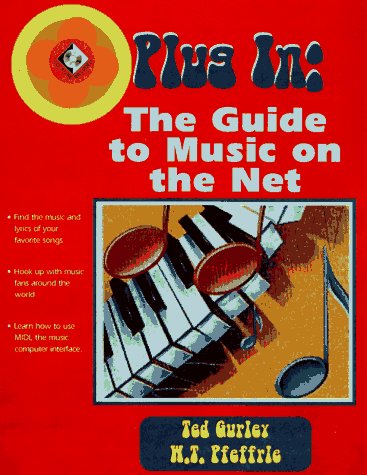 Plug In:
The Guide
to Music on
the Net
• Find the music and
lyrics of your
favorite songs
• Hook up with music
fans around the
world
• Learn how to use
MIDI, the music
computer interface.
Ted Gurley
W.T. Pfefferle